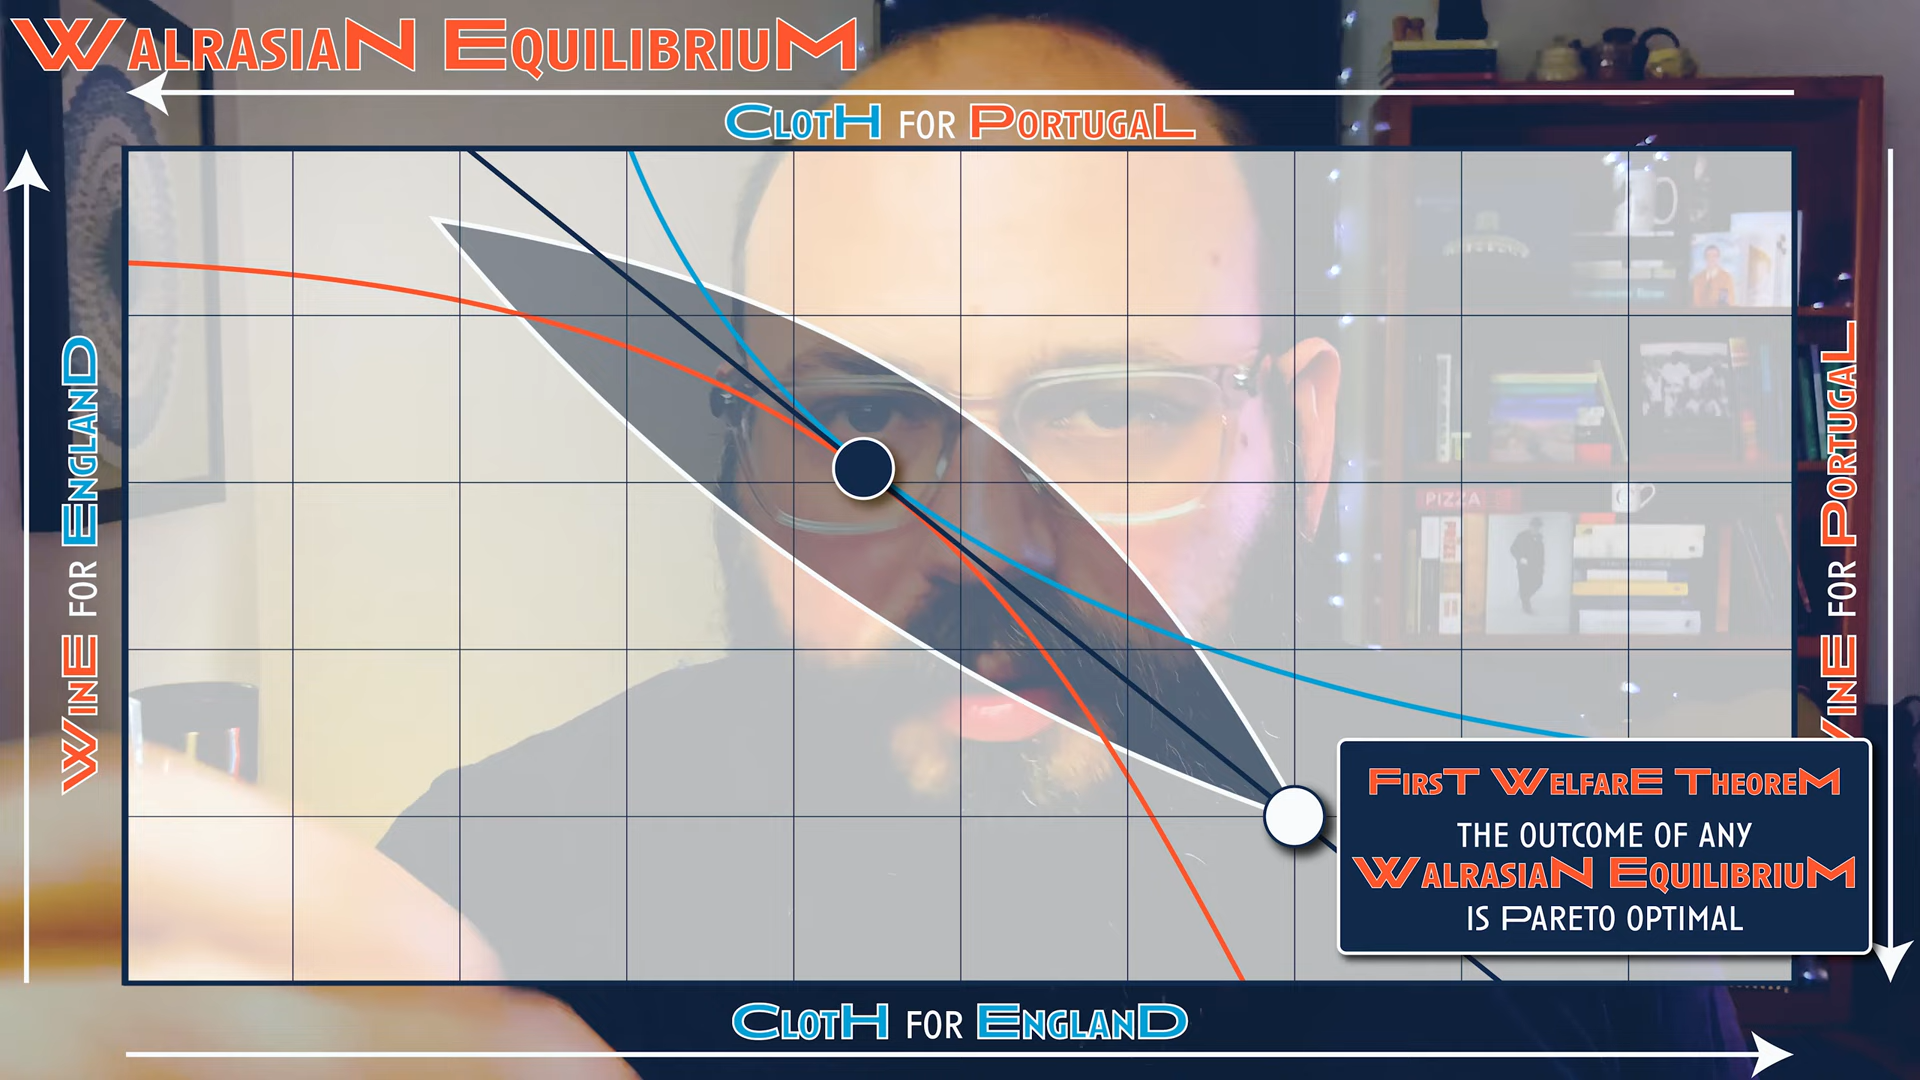 WALRASIAN EQUILIBRIUM
CLOTH FOR PORTUGAL
WINE FOR ENGLAND
WINE FOR PORTUGAL
PIZZA
FIRST WELFARE THEOREM
THE OUTCOME OF ANY
WALRASIAN EQUILIBRIUM
IS PARETO OPTIMAL
CLOTH FOR ENGLAND